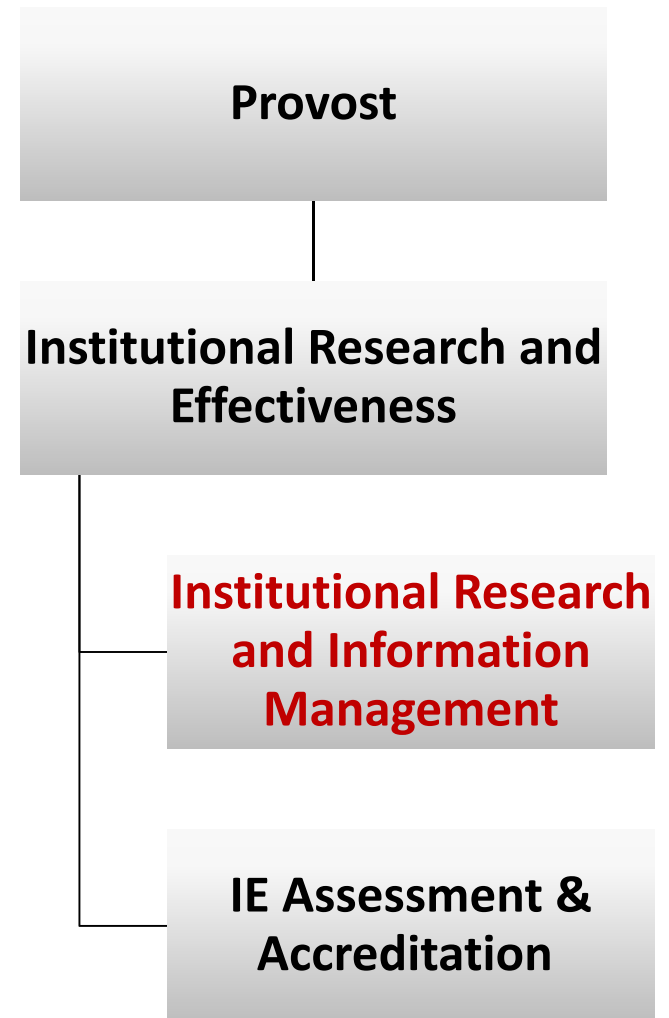 Provost
Institutional Research and
Effectiveness
Institutional Research
and Information
Management
IE Assessment &
Accreditation